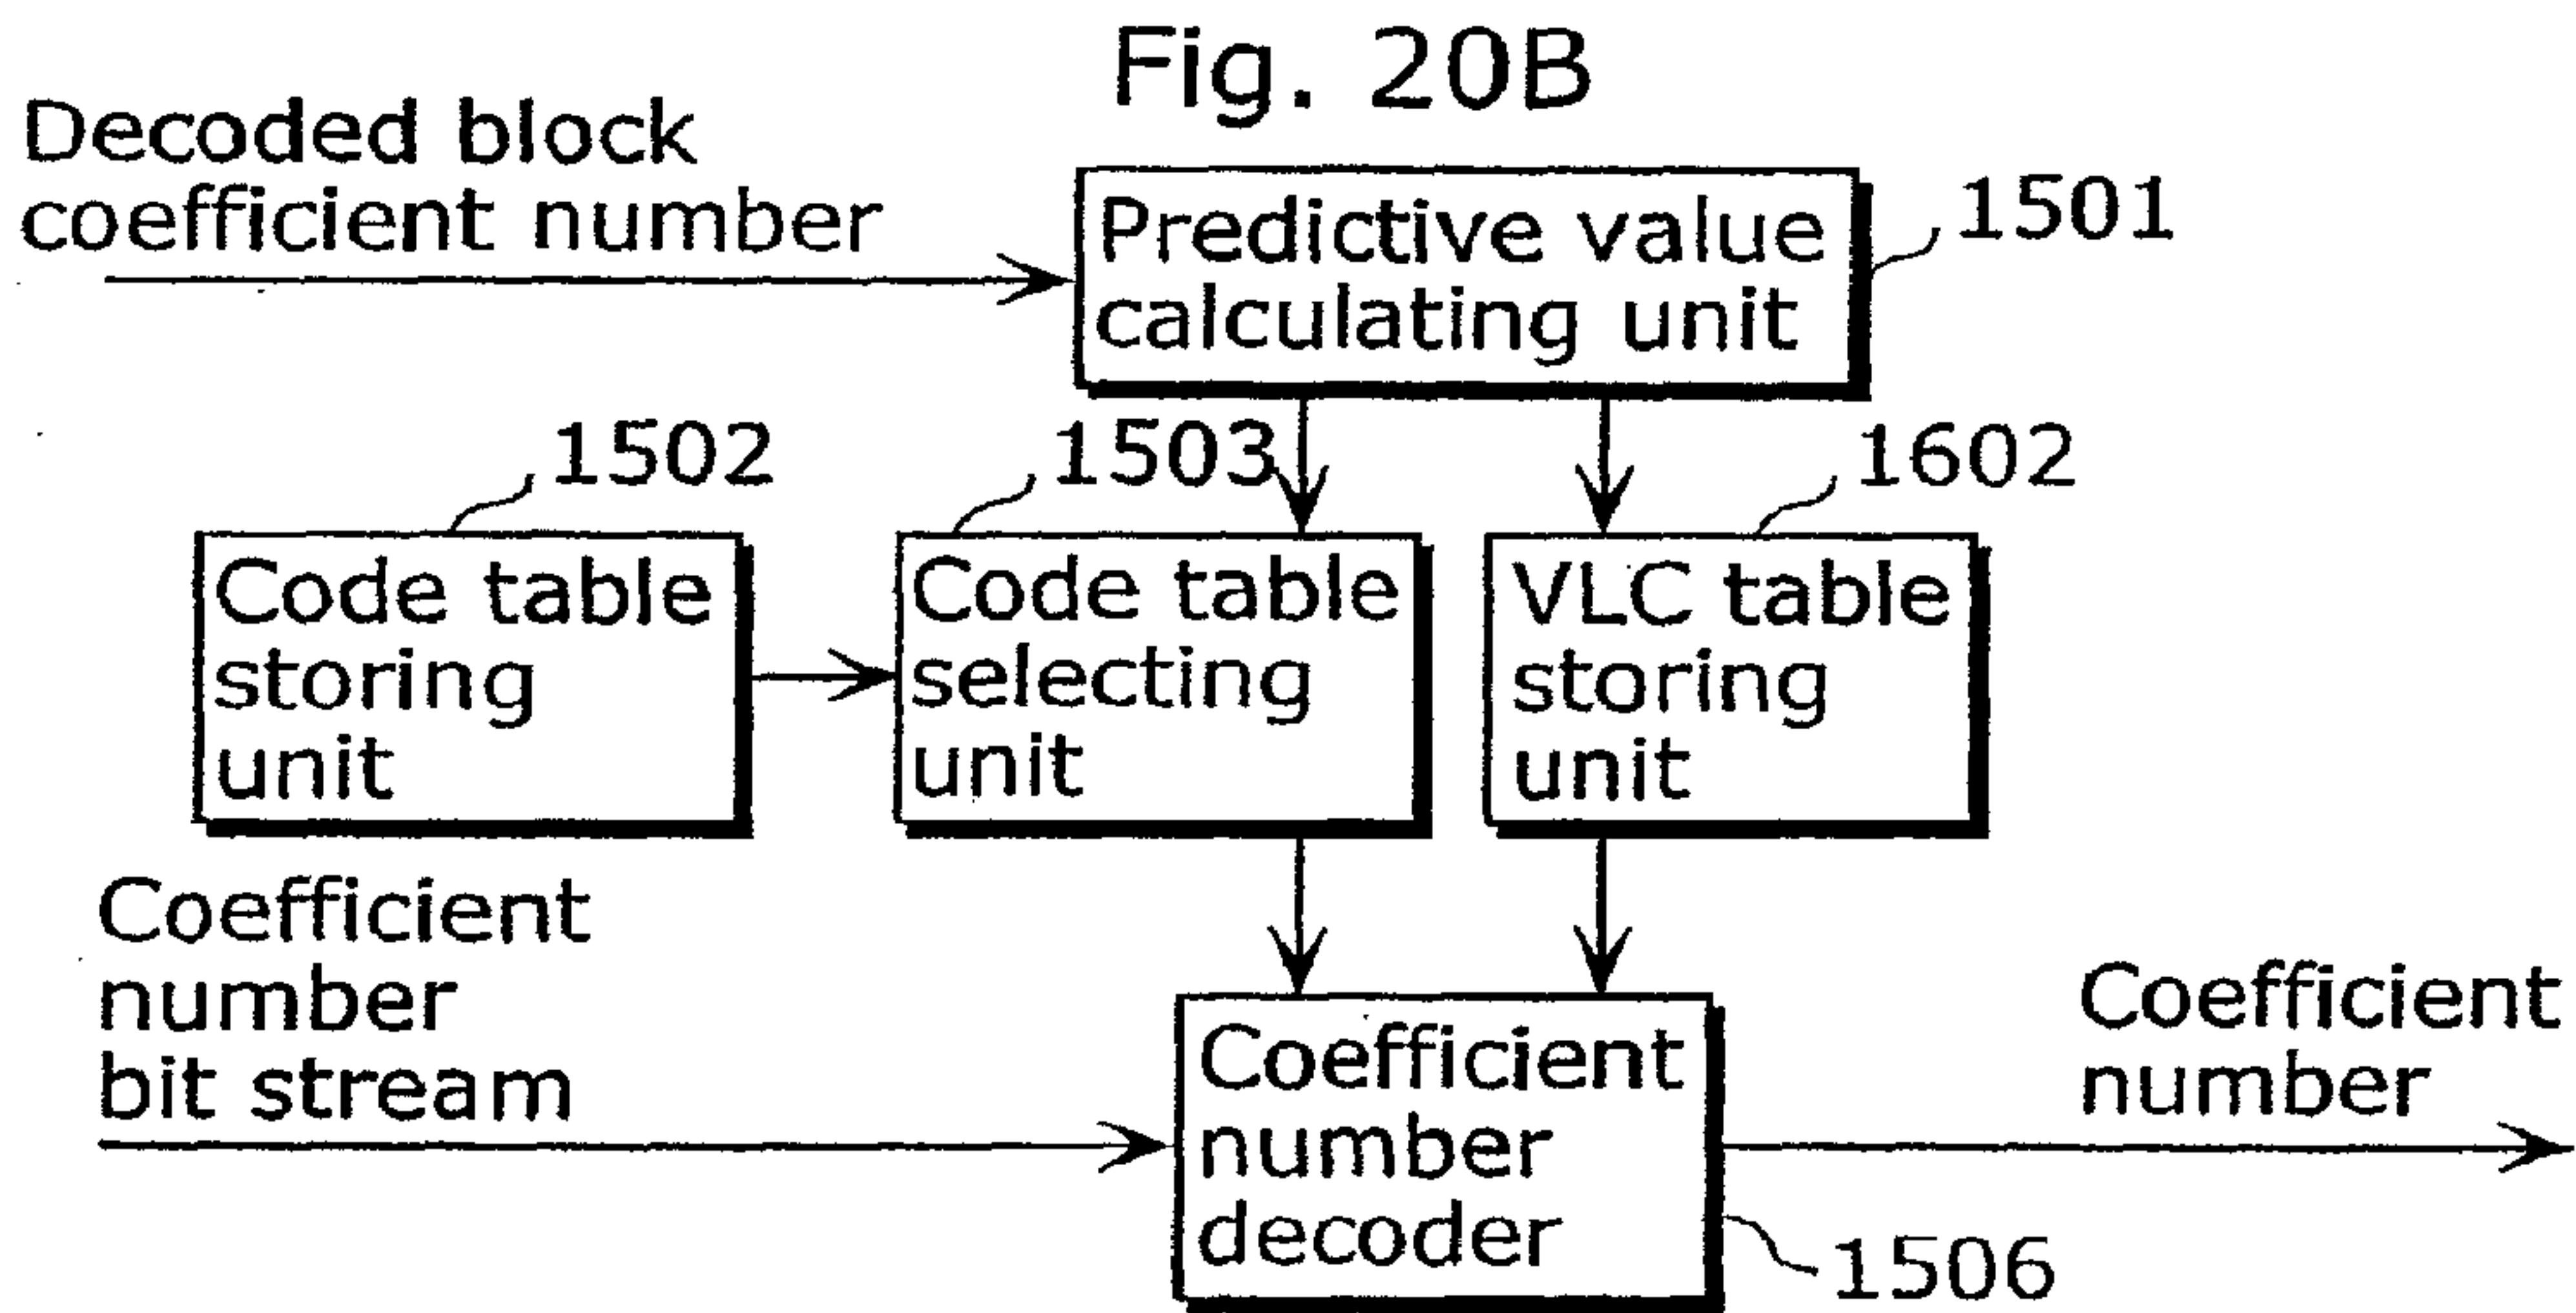 Fig. 20B
Decoded block
coefficient number
Predictive value
calculating unit
1501
1502
1503
1602
Code table
storing
unit
Code table
selecting
unit
VLC table
storing
unit
Coefficient
number
bit stream
Coefficient
number
decoder
Coefficient
number
1506